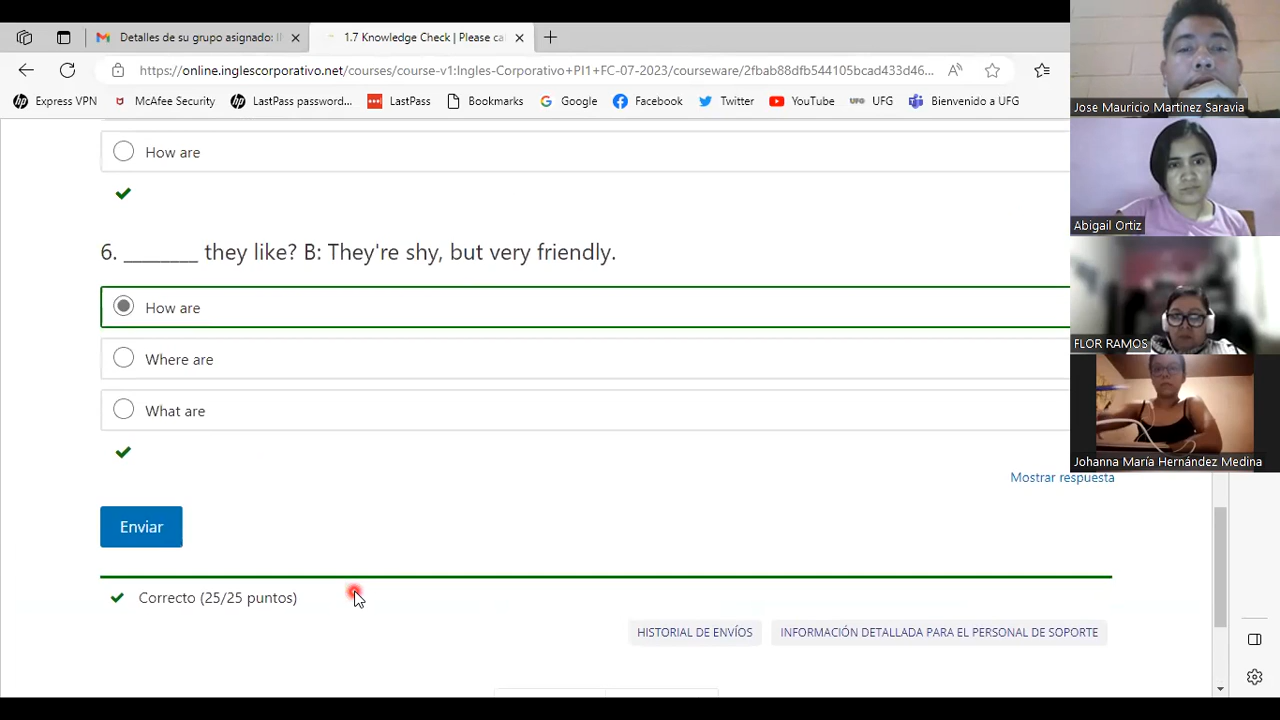 Detalles de su grupo asignado: II
1.7 Knowledge Check | Please ca
https://online.inglescorporativo.net/courses/course-v1:Ingles-Corporativo+PI1+FC-07-2023/courseware/2fbab88dfb544105bcad433d46...
Express VPN
McAfee Security
LastPass password...
LastPass
Bookmarks
Google
Facebook
Twitter
YouTube
UFG
UFG
Bienvenido a UFG
How are
6. ________ they like? B: They're shy, but very friendly.
How are
Where are
What are
Mostrar respuesta
Enviar
Correcto (25/25 puntos)
HISTORIAL DE ENVÍOS
INFORMACIÓN DETALLADA PARA EL PERSONAL DE SOPORTE
Jose Mauricio Martinez Saravia
Abigail Ortiz
FLOR RAMOS
Johanna María Hernández Medina